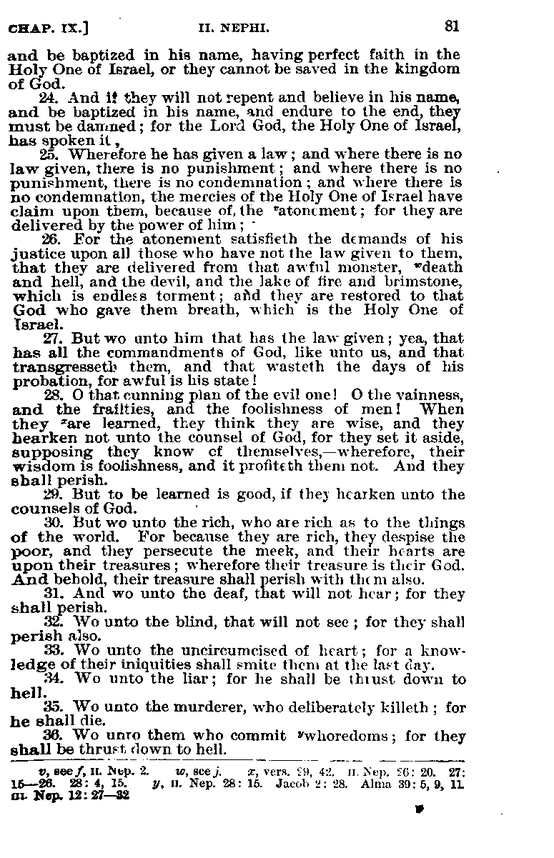 CHAP. IX.] II. NEPHI. 81
and be baptized in his name, having perfect faith in the
Holy One of Israel, or they cannot be saved in the kingdom
of God.
24. And if they will not repent and believe in his name,
and be baptized in his name, and endure to the end, they
must be damned; for the Lord God, the Holy One of Israel,
has spoken it,
25. Wherefore he has given a law; and where there is no
law given, there is no punishment; and where there is no
punishment, there is no condemnation; and where there is
no condemnation, the mercies of the Holy One of Israel have
claim upon them, because of, the ᵛatonement; for they are
delivered by the power of him;
26. For the atonement satisfieth the demands of his
justice upon all those who have not the law given to them,
that they are delivered from that awful monster, ʷdeath
and hell, and the devil, and the lake of fire and brimstone,
which is endless torment; and they are restored to that
God who gave them breath, which is the Holy One of
Israel.
27. But wo unto him that has the law given; yea, that
has all the commandments of God, like unto us, and that
transgresseth them, and that wasteth the days of his
probation, for awful is his state!
28. O that cunning plan of the evil one! O the vainness,
and the frailties, and the foolishness of men! When
they ˣare learned, they think they are wise, and they
hearken not unto the counsel of God, for they set it aside,
supposing they know of themselves,—wherefore, their
wisdom is foolishness, and it profiteth them not. And they
shall perish.
29. But to be learned is good, if they hearken unto the
counsels of God.
30. But wo unto the rich, who are rich as to the things
of the world. For because they are rich, they despise the
poor, and they persecute the meek, and their hearts are
upon their treasures; wherefore their treasure is their God.
And behold, their treasure shall perish with them also.
31. And wo unto the deaf, that will not hear; for they
shall perish.
32. Wo unto the blind, that will not see; for they shall
perish also.
33. Wo unto the uncircumcised of heart; for a know-
ledge of their iniquities shall smite them at the last day.
34. Wo unto the liar; for he shall be thrust down to
hell.
35. Wo unto the murderer, who deliberately killeth; for
he shall die.
36. Wo unto them who commit ʸwhoredoms; for they
shall be thrust down to hell.
v, see f, II. Nep. 2. w, see j. x, vers. 29, 42. II. Nep. 26: 20. 27:
15—26. 28: 4, 15. y, II. Nep. 28: 15. Jacob 2: 28. Alma 39: 5, 9, 11.
III. Nep. 12: 27—32